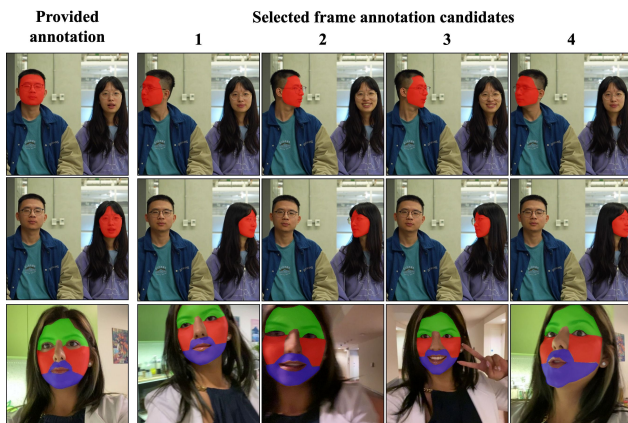 Provided
annotation
Selected frame annotation candidates
1 2 3 4